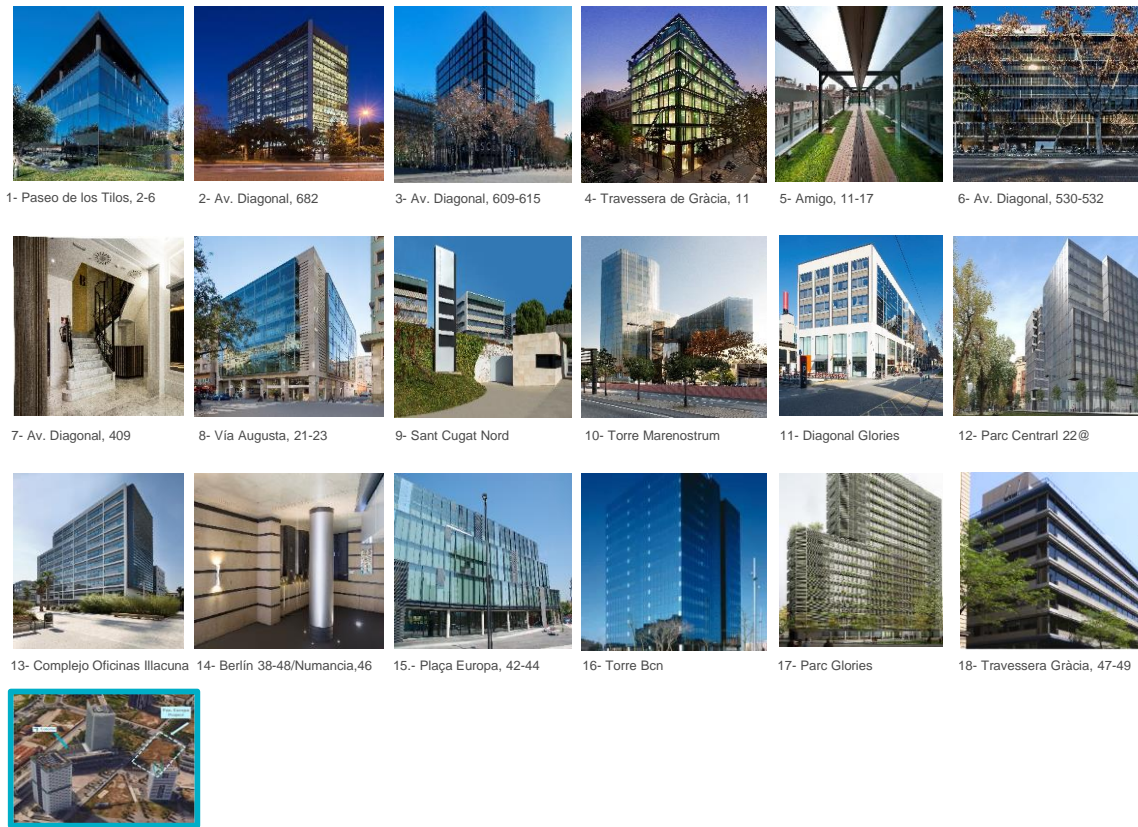 1- Paseo de los Tilos, 2-6
2- Av. Diagonal, 682
3- Av. Diagonal, 609-615
4- Travessera de Gràcia, 11
5- Amigo, 11-17
6- Av. Diagonal, 530-532
7- Av. Diagonal, 409
8- Vía Augusta, 21-23
9- Sant Cugat Nord
10- Torre Marenostrum
11- Diagonal Glories
12- Parc Centrarl 22@
13- Complejo Oficinas Illacuna
14- Berlín 38-48/Numancia,46
15.- Plaça Europa, 42-44
16- Torre Bcn
17- Parc Glories
18- Travessera Gràcia, 47-49